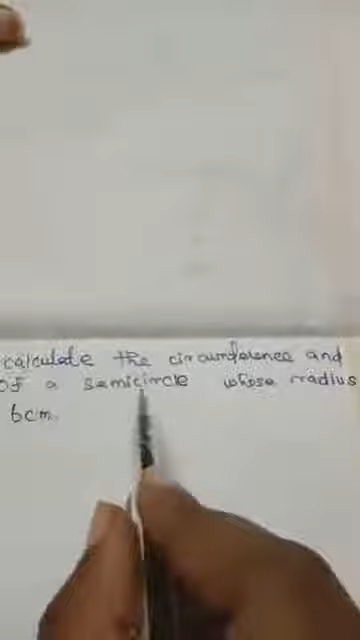 calculate the circumference and
of a semicircle whose radius
6cm.